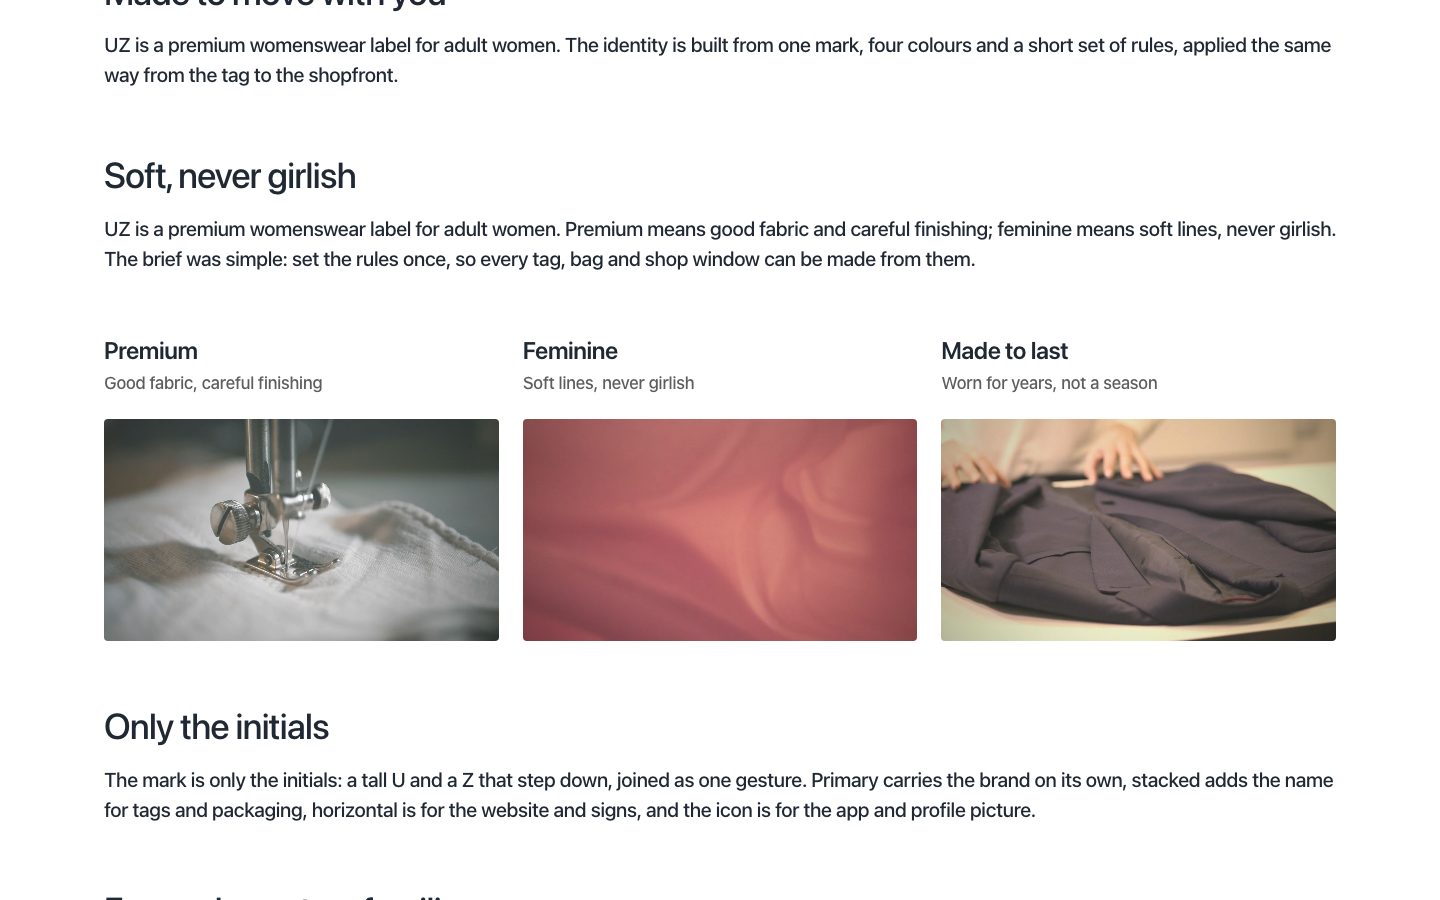 Made to move with you
UZ is a premium womenswear label for adult women. The identity is built from one mark, four colours and a short set of rules, applied the same
way from the tag to the shopfront.
Soft, never girlish
UZ is a premium womenswear label for adult women. Premium means good fabric and careful finishing; feminine means soft lines, never girlish.
The brief was simple: set the rules once, so every tag, bag and shop window can be made from them.
Premium
Good fabric, careful finishing
Feminine
Soft lines, never girlish
Made to last
Worn for years, not a season
Only the initials
The mark is only the initials: a tall U and a Z that step down, joined as one gesture. Primary carries the brand on its own, stacked adds the name
for tags and packaging, horizontal is for the website and signs, and the icon is for the app and profile picture.